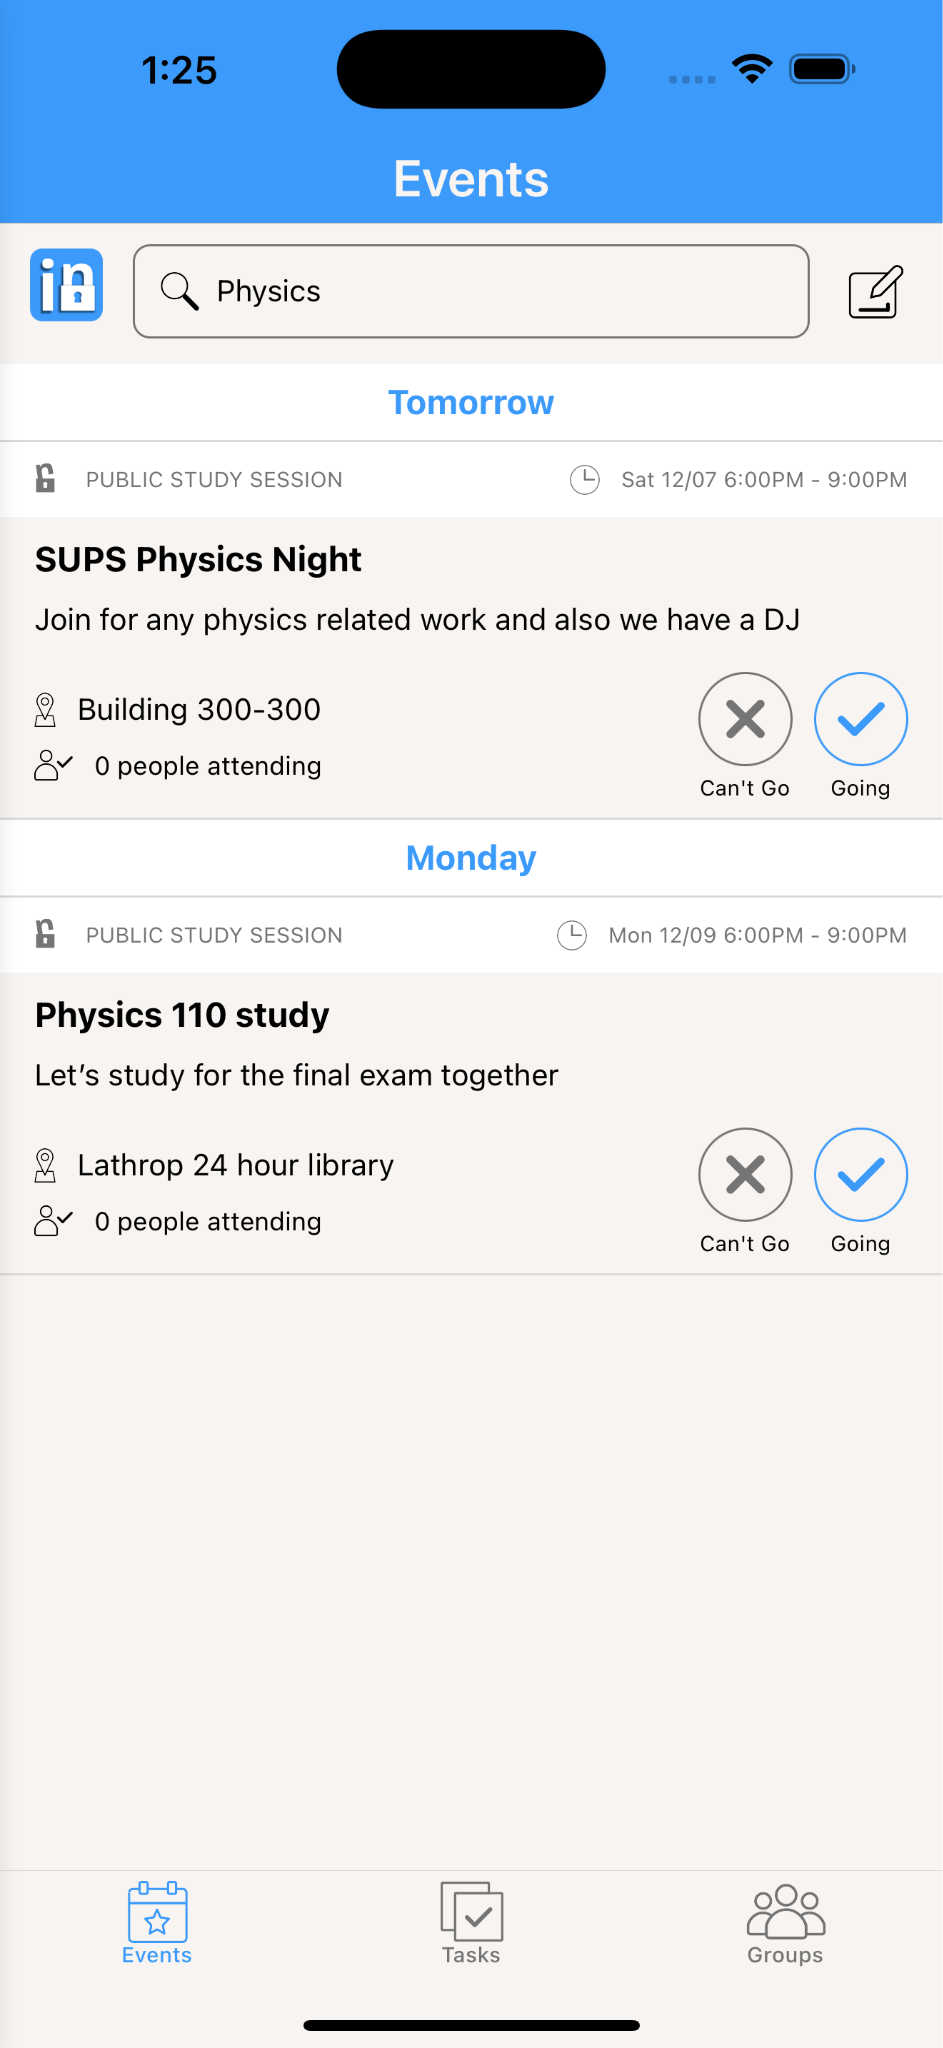 1:25
Events
in
Physics
Tomorrow
PUBLIC STUDY SESSION Sat 12/07 6:00PM - 9:00PM
SUPS Physics Night
Join for any physics related work and also we have a DJ
Building 300-300
0 people attending
Can't Go Going
Monday
PUBLIC STUDY SESSION Mon 12/09 6:00PM - 9:00PM
Physics 110 study
Let’s study for the final exam together
Lathrop 24 hour library
0 people attending
Can't Go Going
Events Tasks Groups